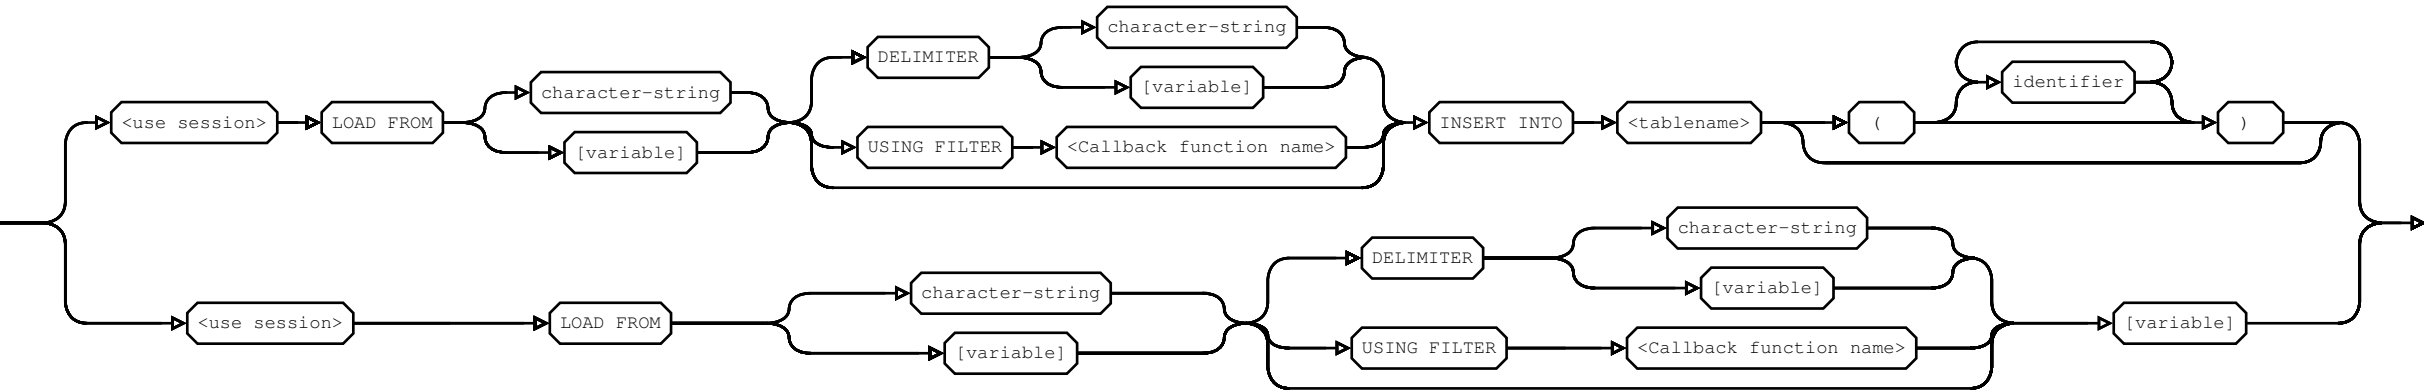 <use session>
LOAD FROM
character-string
[variable]
DELIMITER
character-string
[variable]
USING FILTER
<Callback function name>
INSERT INTO
<tablename>
(
identifier
)
<use session>
LOAD FROM
character-string
[variable]
DELIMITER
character-string
[variable]
USING FILTER
<Callback function name>
[variable]